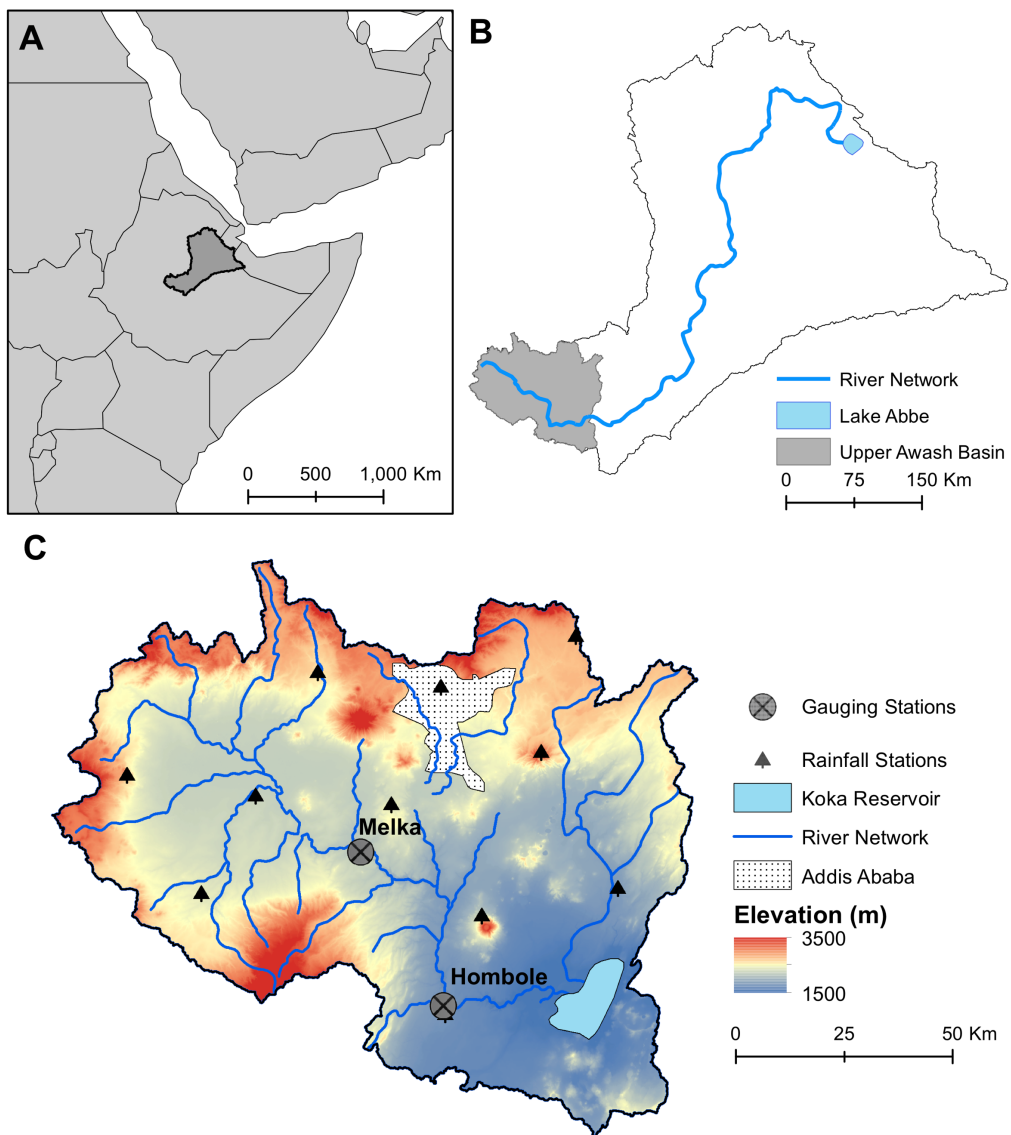 A
0 500 1,000 Km
B
River Network
Lake Abbe
Upper Awash Basin
0 75 150 Km
C
Melka
Hombole
Gauging Stations
Rainfall Stations
Koka Reservoir
River Network
Addis Ababa
Elevation (m)
3500
1500
0 25 50 Km